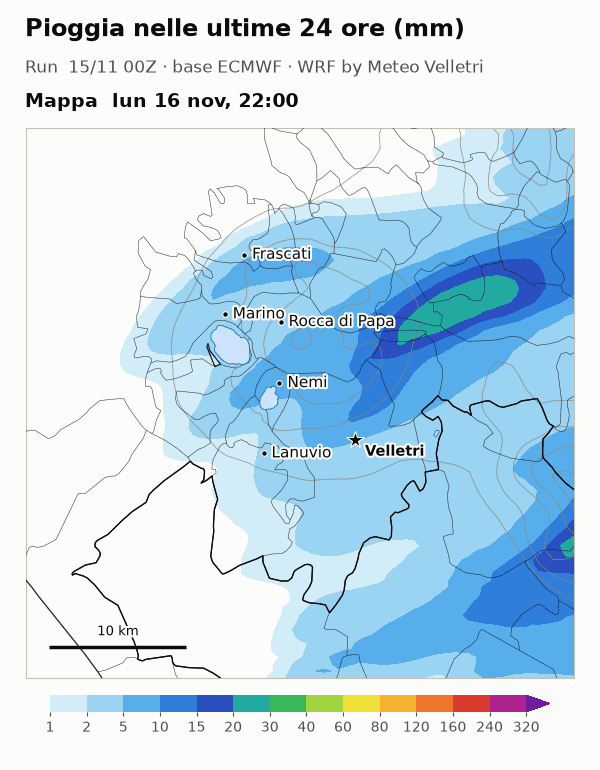 Pioggia nelle ultime 24 ore (mm)
Run  15/11 00Z · base ECMWF · WRF by Meteo Velletri
Mappa  lun 16 nov, 22:00
Frascati
Marino
Rocca di Papa
Nemi
Velletri
Lanuvio
10 km
1 2 5 10 15 20 30 40 60 80 120 160 240 320